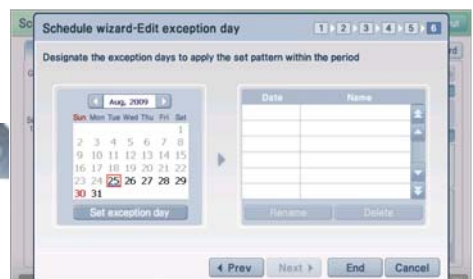 Schedule wizard-Edit exception day
1 2 3 4 5 6
Designate the exception days to apply the set pattern within the period
Aug, 2009
Date Name
Sun Mon Tue Wed Thu Fri Sat
1
2 3 4 5 6 7 8
9 10 11 12 13 14 15
16 17 18 19 20 21 22
23 24 25 26 27 28 29
30 31
Set exception day
Rename Delete
Prev Next End Cancel